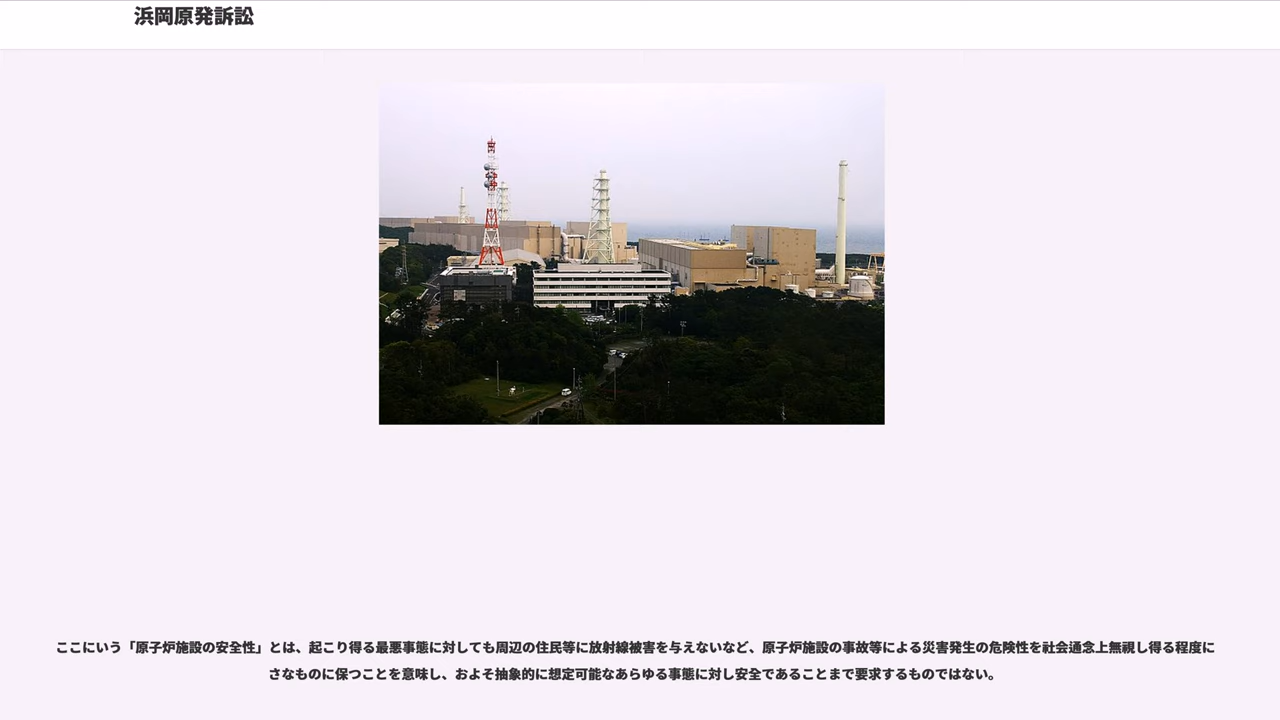 浜岡原発訴訟
ここにいう「原子炉施設の安全性」とは、起こり得る最悪事態に対しても周辺の住民等に放射線被害を与えないなど、原子炉施設の事故等による災害発生の危険性を社会通念上無視し得る程度に
さなものに保つことを意味し、およそ抽象的に想定可能なあらゆる事態に対し安全であることまで要求するものではない。